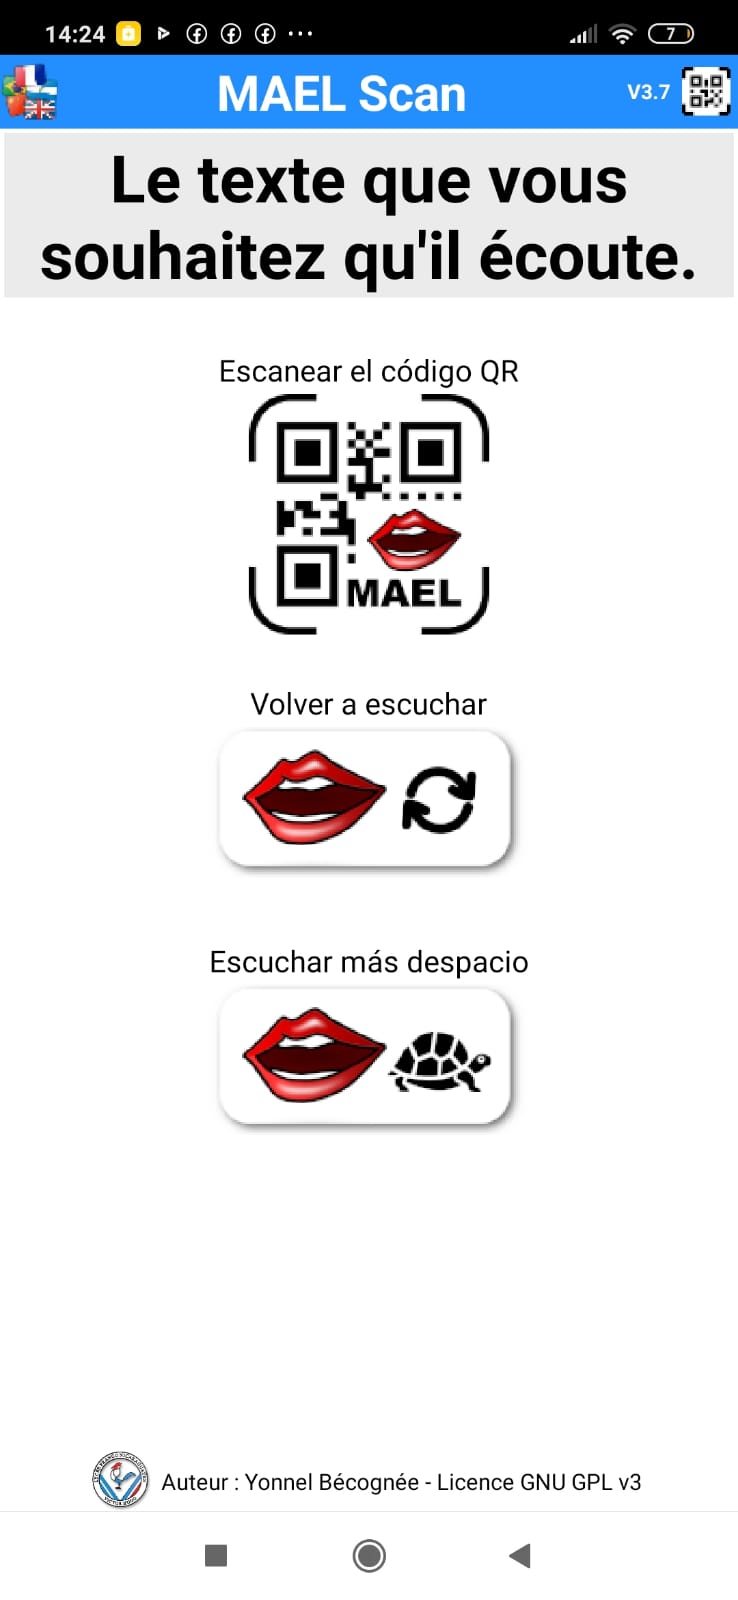 14:24
7
MAEL Scan
V3.7
Le texte que vous
souhaitez qu'il écoute.
Escanear el código QR
MAEL
Volver a escuchar
Escuchar más despacio
Auteur : Yonnel Bécognée - Licence GNU GPL v3